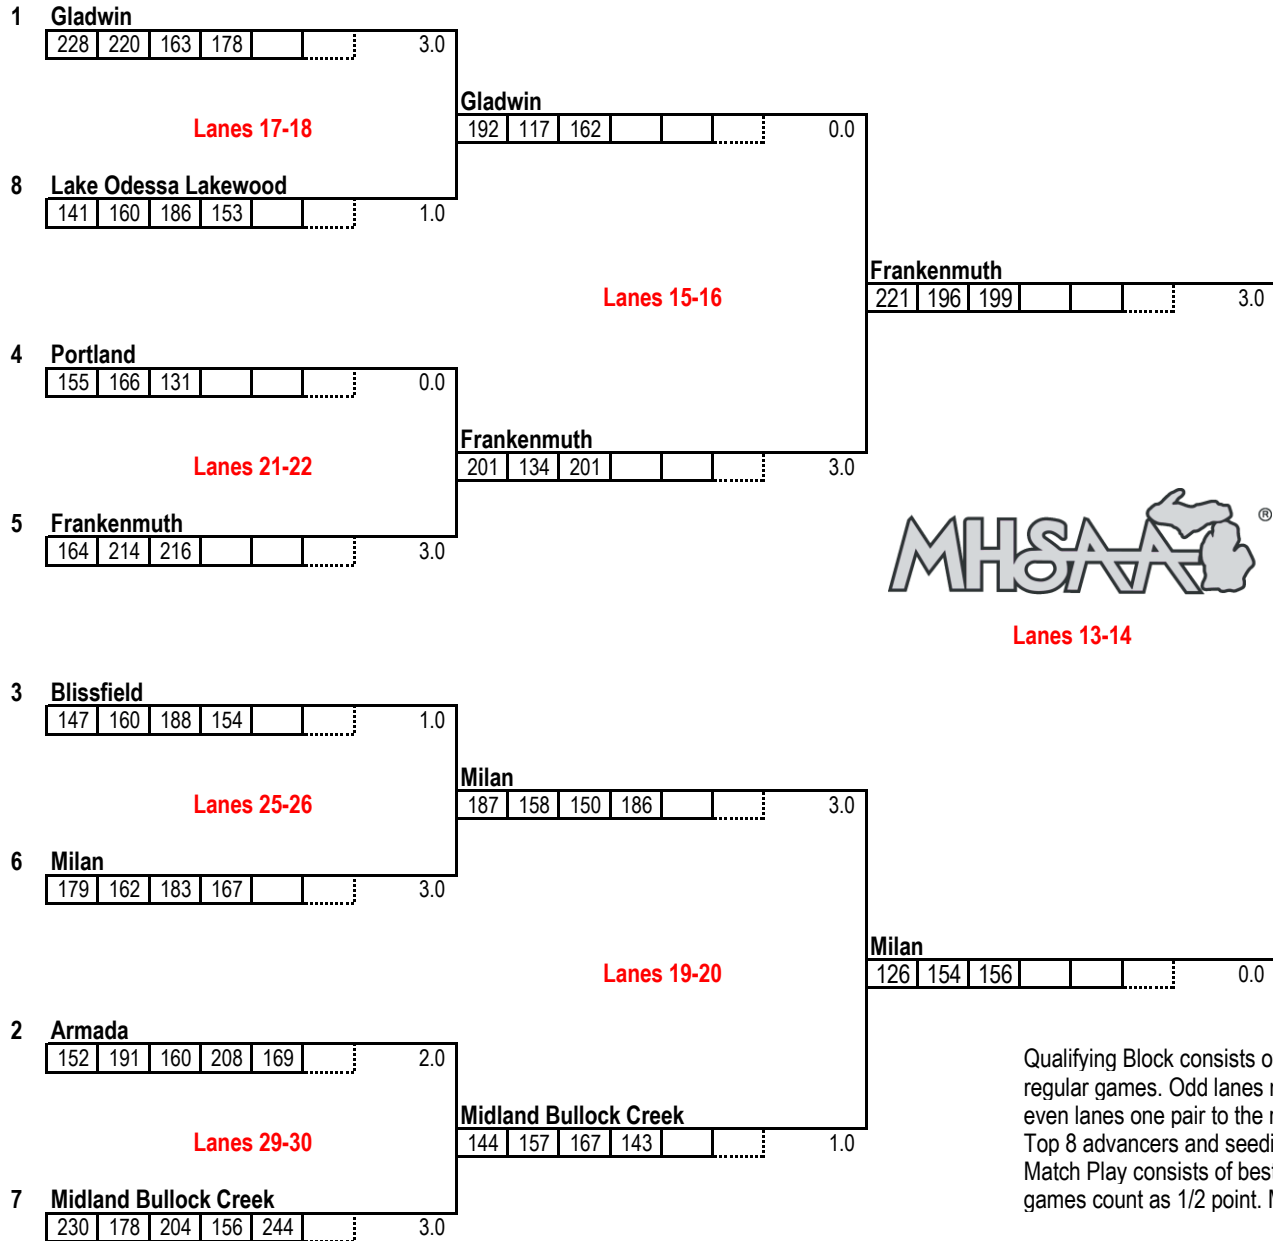 1 Gladwin
228 220 163 178 3.0
Gladwin
Lanes 17-18
192 117 162 0.0
8 Lake Odessa Lakewood
141 160 186 153 1.0
Frankenmuth
Lanes 15-16
221 196 199 3.0
4 Portland
155 166 131 0.0
Frankenmuth
Lanes 21-22
201 134 201 3.0
5 Frankenmuth
164 214 216 3.0
MHSAA ®
Lanes 13-14
3 Blissfield
147 160 188 154 1.0
Milan
Lanes 25-26
187 158 150 186 3.0
6 Milan
179 162 183 167 3.0
Milan
Lanes 19-20
126 154 156 0.0
2 Armada
152 191 160 208 169 2.0
Midland Bullock Creek
Lanes 29-30
144 157 167 143 1.0
7 Midland Bullock Creek
230 178 204 156 244 3.0
Qualifying Block consists
regular games. Odd lanes
even lanes one pair to the
Top 8 advancers and
Match Play consists of best
games count as 1/2 point.